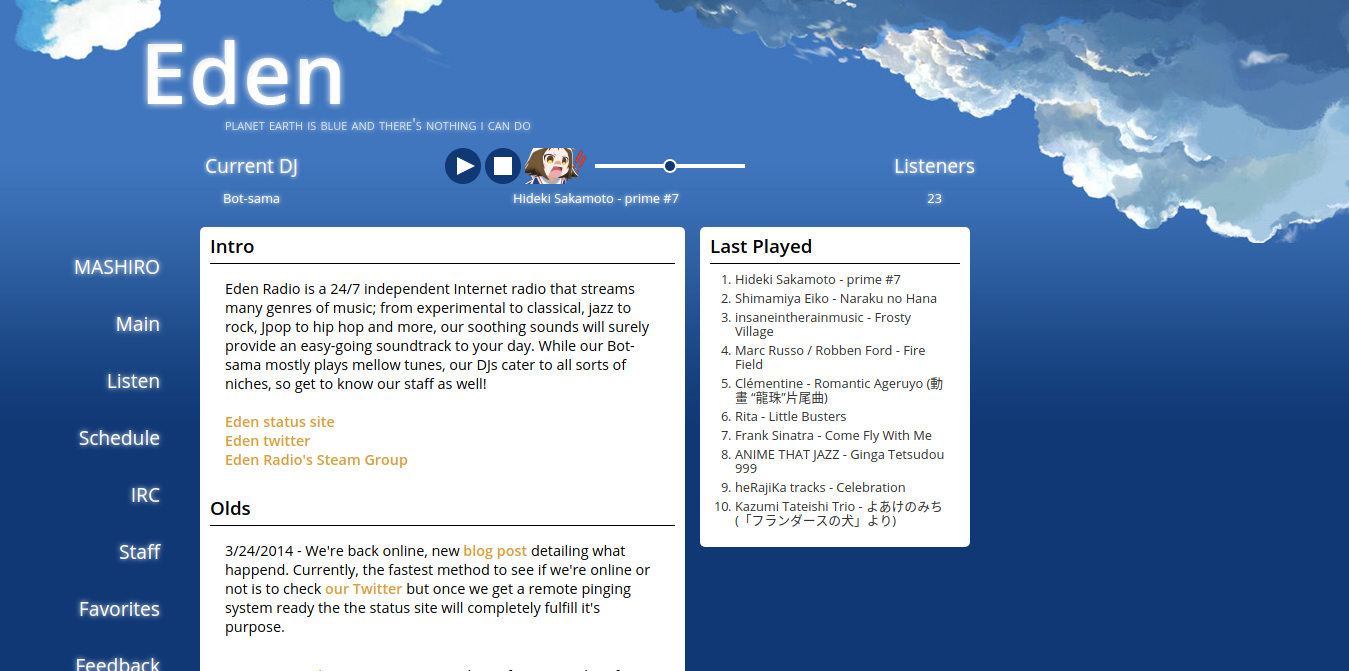 Eden
PLANET EARTH IS BLUE AND THERE'S NOTHING I CAN DO
Current DJ
Bot-sama
Hideki Sakamoto - prime #7
Listeners
23
MASHIRO
Main
Listen
Schedule
IRC
Staff
Favorites
Feedback
Intro
Eden Radio is a 24/7 independent Internet radio that streams
many genres of music; from experimental to classical, jazz to
rock, Jpop to hip hop and more, our soothing sounds will surely
provide an easy-going soundtrack to your day. While our Bot-
sama mostly plays mellow tunes, our DJs cater to all sorts of
niches, so get to know our staff as well!
Eden status site
Eden twitter
Eden Radio's Steam Group
Olds
3/24/2014 - We're back online, new blog post detailing what
happend. Currently, the fastest method to see if we're online or
not is to check our Twitter but once we get a remote pinging
system ready the the status site will completely fulfill it's
purpose.
Last Played
1. Hideki Sakamoto - prime #7
2. Shimamiya Eiko - Naraku no Hana
3. insaneintherainmusic - Frosty
Village
4. Marc Russo / Robben Ford - Fire
Field
5. Clémentine - Romantic Ageruyo (動
畫 “龍珠”片尾曲)
6. Rita - Little Busters
7. Frank Sinatra - Come Fly With Me
8. ANIME THAT JAZZ - Ginga Tetsudou
999
9. heRajiKa tracks - Celebration
10. Kazumi Tateishi Trio - よあけのみち
(「フランダースの犬」より)